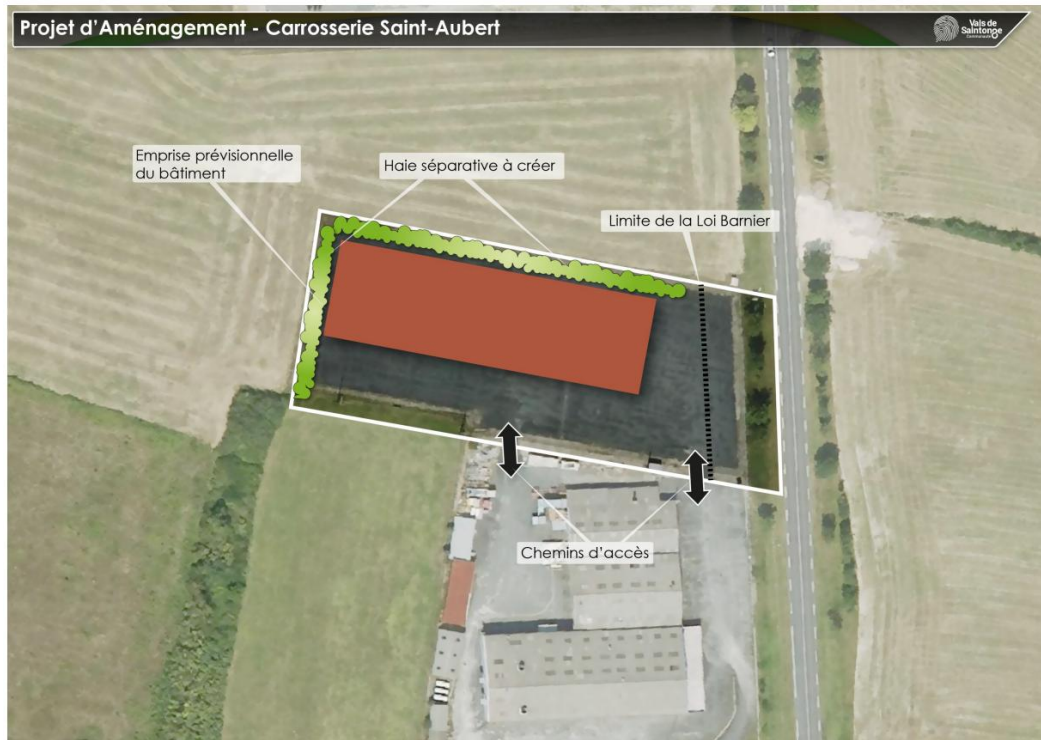 Projet d'Aménagement - Carrosserie Saint-Aubert
Vals de
Saintonge
Communauté
Emprise prévisionnelle
du bâtiment
Haie séparative à créer
Limite de la Loi Barnier
Chemins d'accès